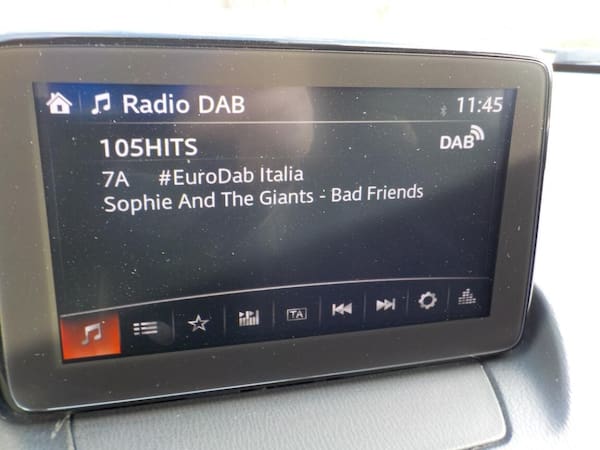 Radio DAB 11:45
105HITS DAB
7A #EuroDab Italia
Sophie And The Giants - Bad Friends
TA